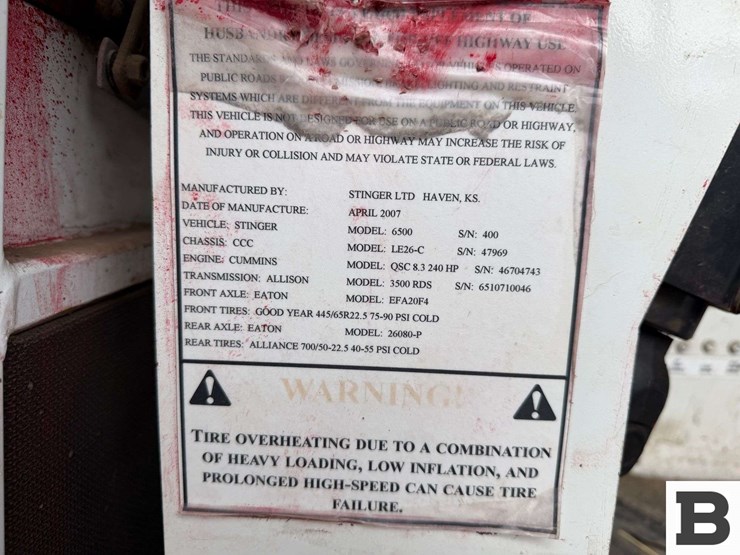 OF
HIGHWAY USE
THE STANDARDS AND LAWS OPERATED ON
PUBLIC ROADS LIGHTING AND RESTRAINT
SYSTEMS WHICH ARE DIFFERENT FROM THE EQUIPMENT ON THIS VEHICLE.
THIS VEHICLE IS NOT DESIGNED FOR USE ON A PUBLIC ROAD OR HIGHWAY,
AND OPERATION ON A ROAD OR HIGHWAY MAY INCREASE THE RISK OF
INJURY OR COLLISION AND MAY VIOLATE STATE OR FEDERAL LAWS.
MANUFACTURED BY: STINGER LTD HAVEN, KS.
DATE OF MANUFACTURE: APRIL 2007
VEHICLE: STINGER MODEL: 6500 S/N: 400
CHASSIS: CCC MODEL: LE26-C S/N: 47969
ENGINE: CUMMINS MODEL: QSC 8.3 240 HP S/N: 46704743
TRANSMISSION: ALLISON MODEL: 3500 RDS S/N: 6510710046
FRONT AXLE: EATON MODEL: EFA20F4
FRONT TIRES: GOOD YEAR 445/65R22.5 75-90 PSI COLD
REAR AXLE: EATON MODEL: 26080-P
REAR TIRES: ALLIANCE 700/50-22.5 40-55 PSI COLD
WARNING!
TIRE OVERHEATING DUE TO A COMBINATION
OF HEAVY LOADING, LOW INFLATION, AND
PROLONGED HIGH-SPEED CAN CAUSE TIRE
FAILURE.
B